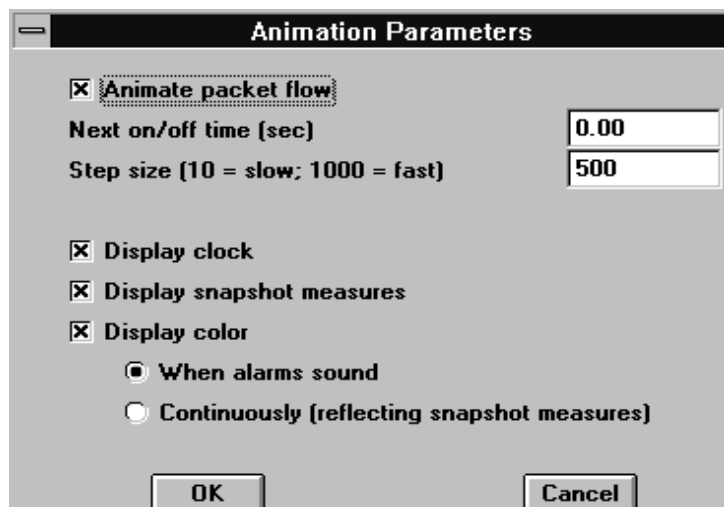 Animation Parameters
Animate packet flow
Next on/off time (sec) 0.00
Step size (10 = slow; 1000 = fast) 500
Display clock
Display snapshot measures
Display color
When alarms sound
Continuously (reflecting snapshot measures)
OK Cancel